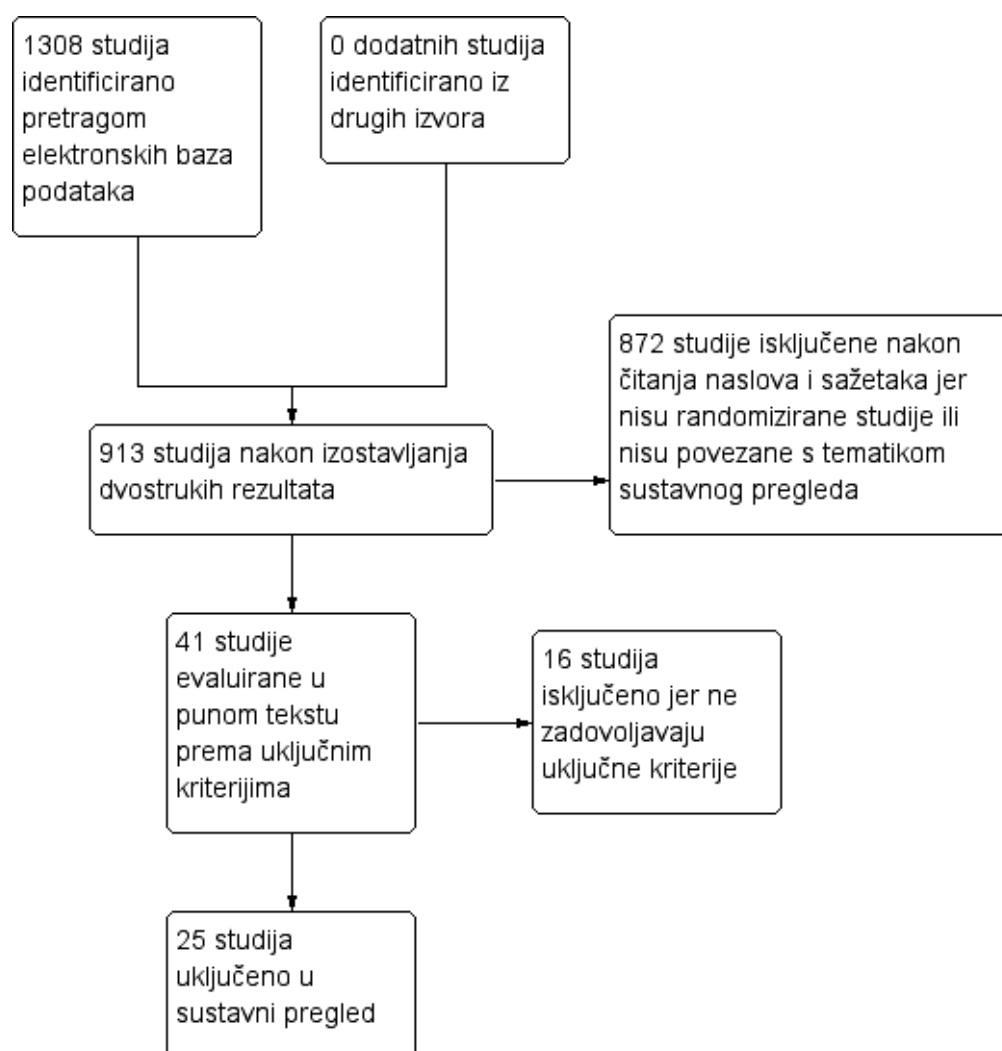 1308 studija
identificirano
pretragom
elektronskih baza
podataka
0 dodatnih studija
identificirano iz
drugih izvora
913 studija nakon izostavljanja
dvostrukih rezultata
872 studije isključene nakon
čitanja naslova i sažetaka jer
nisu randomizirane studije ili
nisu povezane s tematikom
sustavnog pregleda
41 studije
evaluirane u
punom tekstu
prema uključnim
kriterijima
16 studija
isključeno jer ne
zadovoljavaju
uključne kriterije
25 studija
uključeno u
sustavni pregled